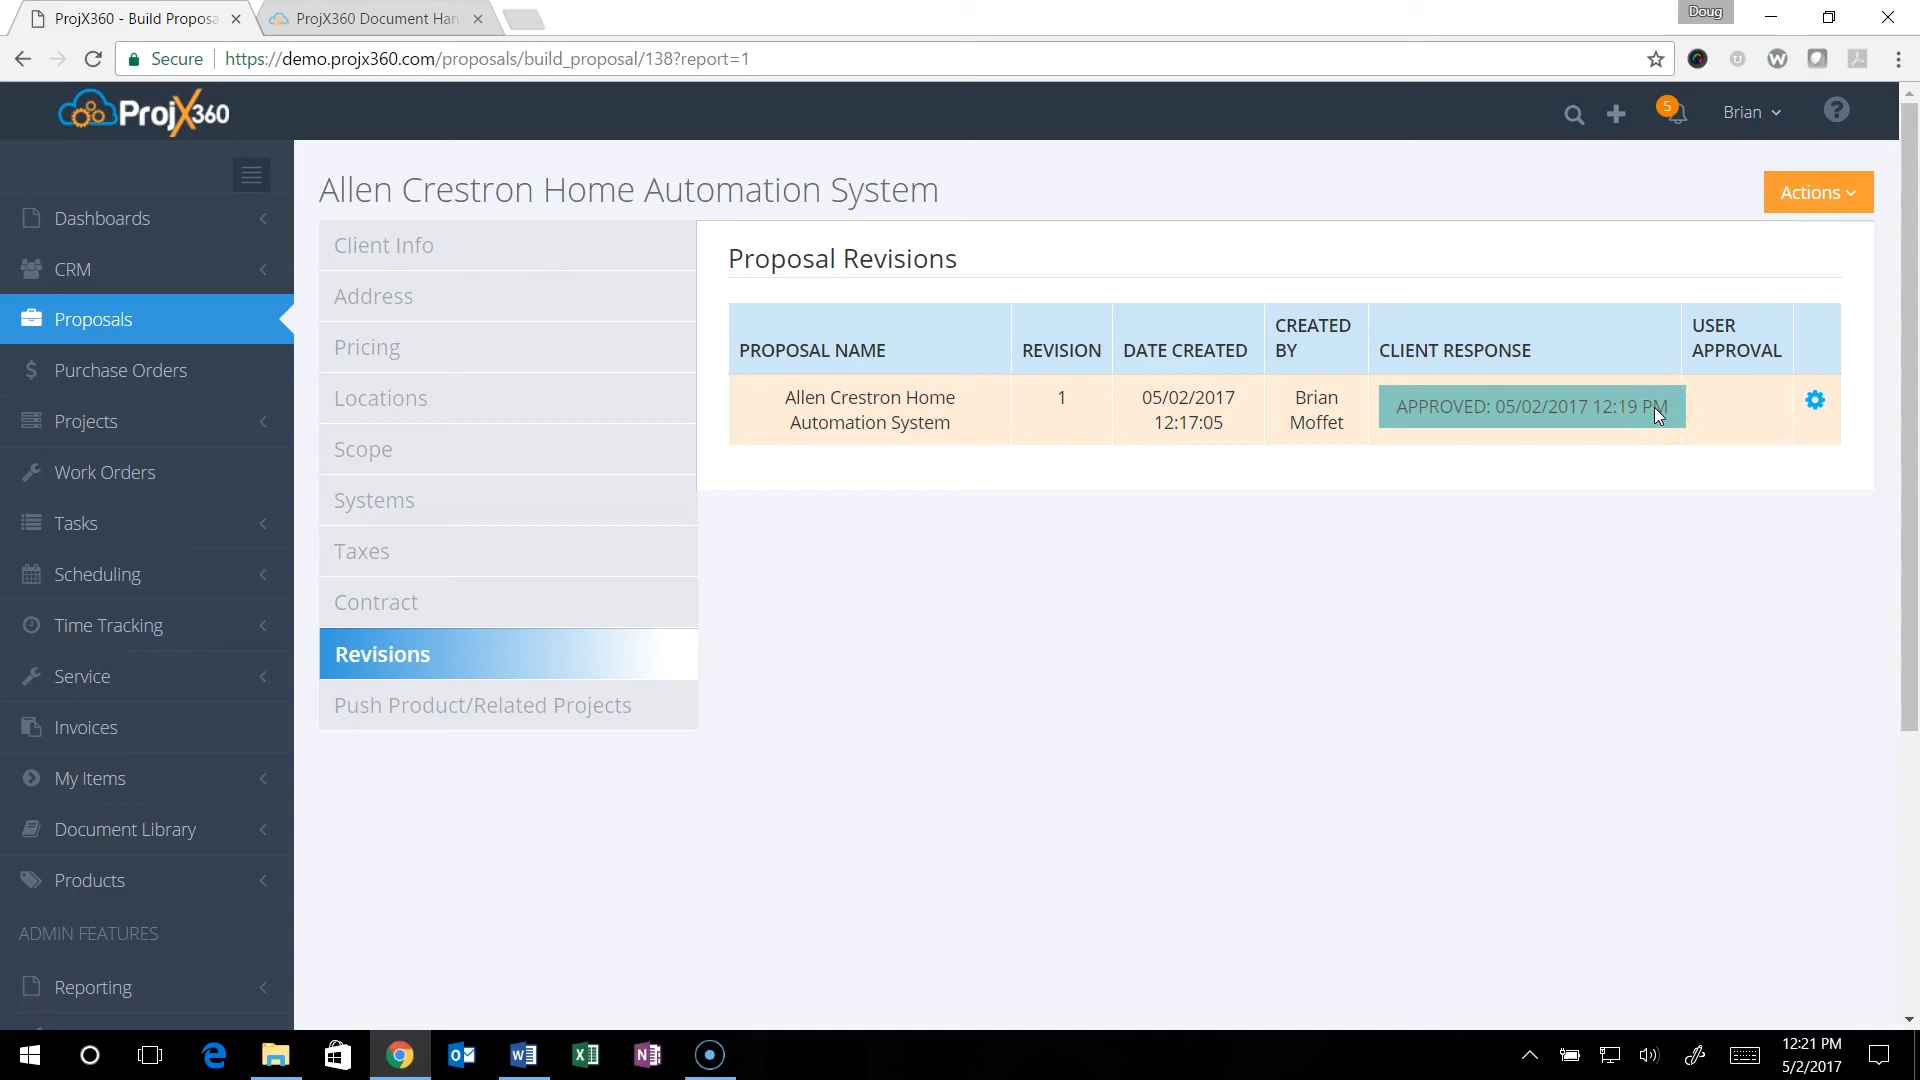 ProjX360 - Build Proposa
ProjX360 Document Han
Doug
Secure
https://demo.projx360.com/proposals/build_proposal/138?report=1
ProjX360
5
Brian
Dashboards
CRM
Proposals
Purchase Orders
Projects
Work Orders
Tasks
Scheduling
Time Tracking
Service
Invoices
My Items
Document Library
Products
ADMIN FEATURES
Reporting
Allen Crestron Home Automation System
Actions
Client Info
Address
Pricing
Locations
Scope
Systems
Taxes
Contract
Revisions
Push Product/Related Projects
Proposal Revisions
PROPOSAL NAME
REVISION
DATE CREATED
CREATED
BY
CLIENT RESPONSE
USER
APPROVAL
Allen Crestron Home
Automation System
1
05/02/2017
12:17:05
Brian
Moffet
APPROVED: 05/02/2017 12:19 PM
12:21 PM
5/2/2017